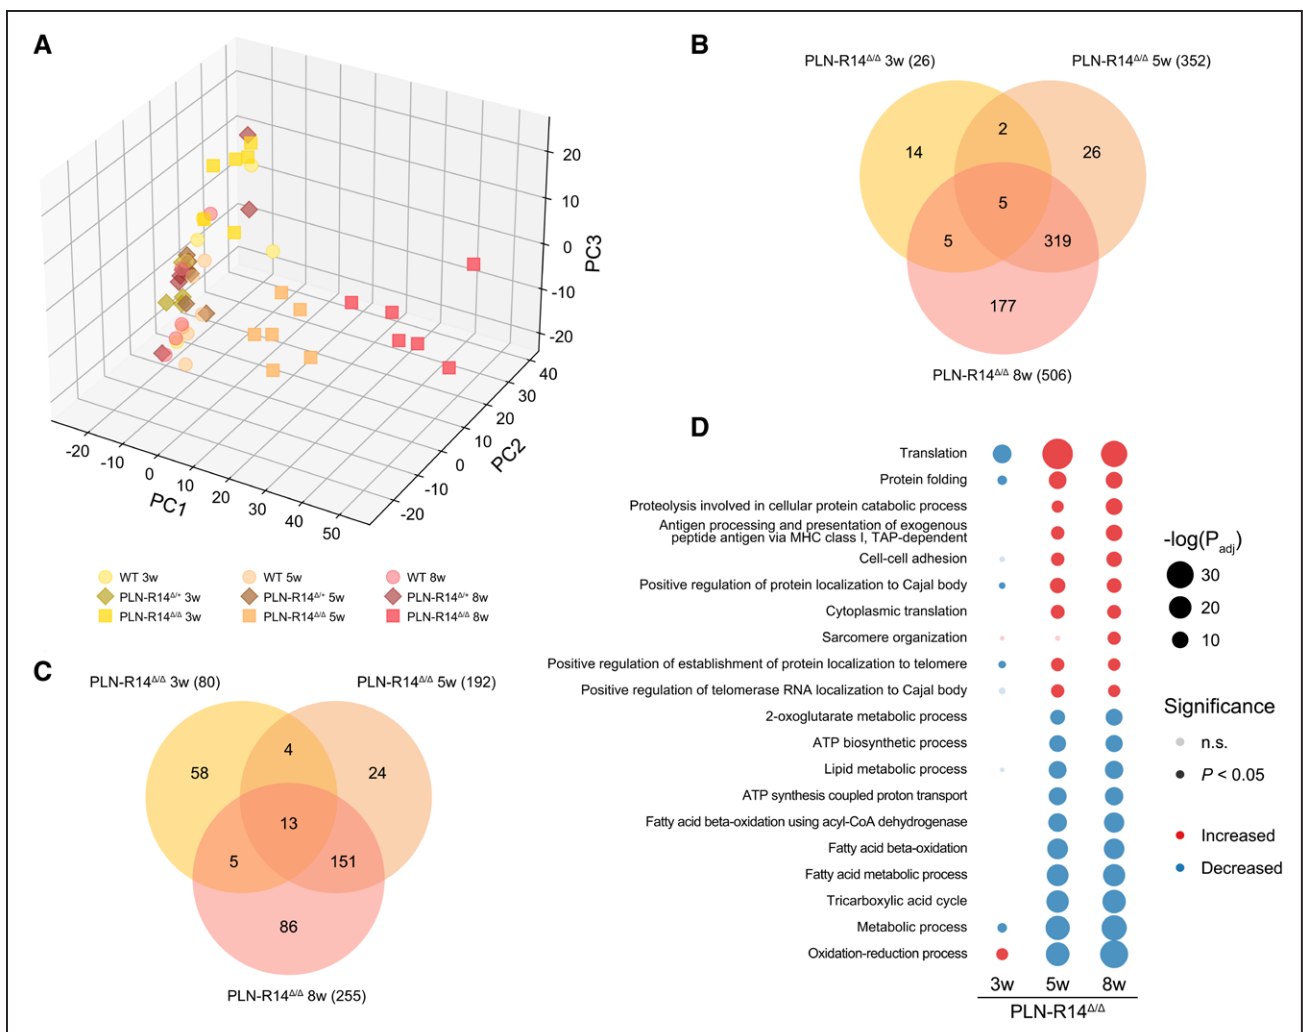 A
20
10
0
-10
-20
PC3
40
30
20
10
0
-10
-20
PC2
-20
-10
0
10
20
30
40
50
PC1
WT 3w
WT 5w
WT 8w
PLN-R14Δ/+ 3w
PLN-R14Δ/+ 5w
PLN-R14Δ/+ 8w
PLN-R14Δ/Δ 3w
PLN-R14Δ/Δ 5w
PLN-R14Δ/Δ 8w
B
PLN-R14Δ/Δ 3w (26)
PLN-R14Δ/Δ 5w (352)
2
14
26
5
5
319
177
PLN-R14Δ/Δ 8w (506)
C
PLN-R14Δ/Δ 3w (80)
PLN-R14Δ/Δ 5w (192)
4
58
24
13
5
151
86
PLN-R14Δ/Δ 8w (255)
D
Translation
Protein folding
Proteolysis involved in cellular protein catabolic process
Antigen processing and presentation of exogenous
peptide antigen via MHC class I, TAP-dependent
Cell-cell adhesion
Positive regulation of protein localization to Cajal body
Cytoplasmic translation
Sarcomere organization
Positive regulation of establishment of protein localization to telomere
Positive regulation of telomerase RNA localization to Cajal body
2-oxoglutarate metabolic process
ATP biosynthetic process
Lipid metabolic process
ATP synthesis coupled proton transport
Fatty acid beta-oxidation using acyl-CoA dehydrogenase
Fatty acid beta-oxidation
Fatty acid metabolic process
Tricarboxylic acid cycle
Metabolic process
Oxidation-reduction process
3w 5w 8w
PLN-R14Δ/Δ
-log(Padj)
30
20
10
Significance
n.s.
P < 0.05
Increased
Decreased